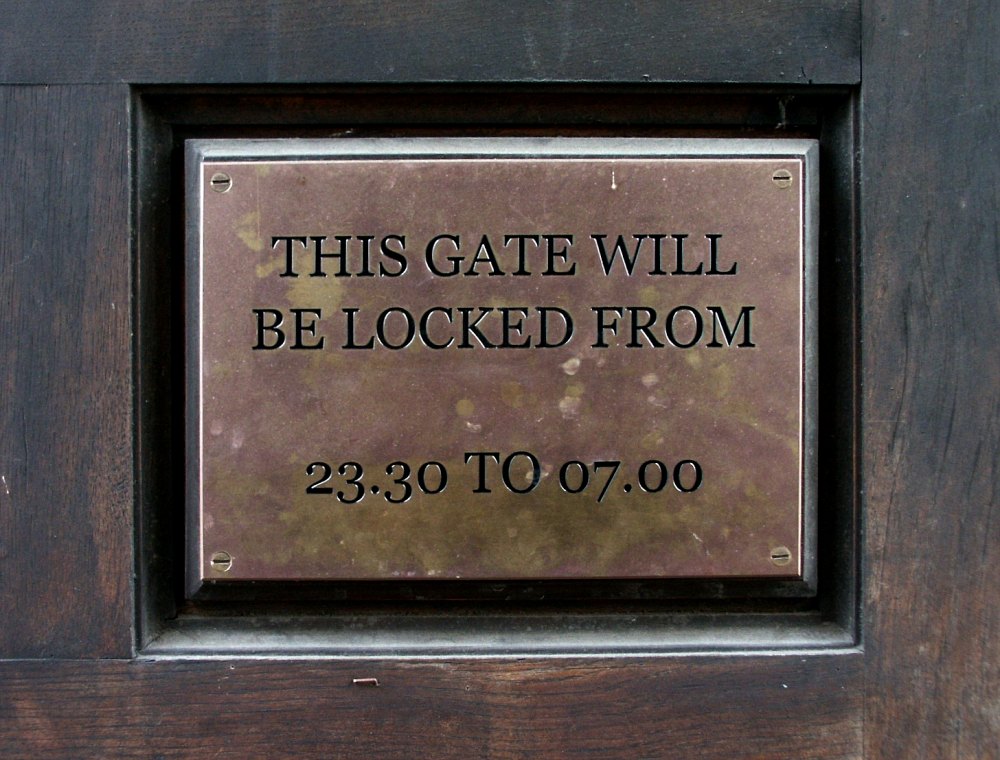 THIS GATE WILL
BE LOCKED FROM
23.30 TO 07.00